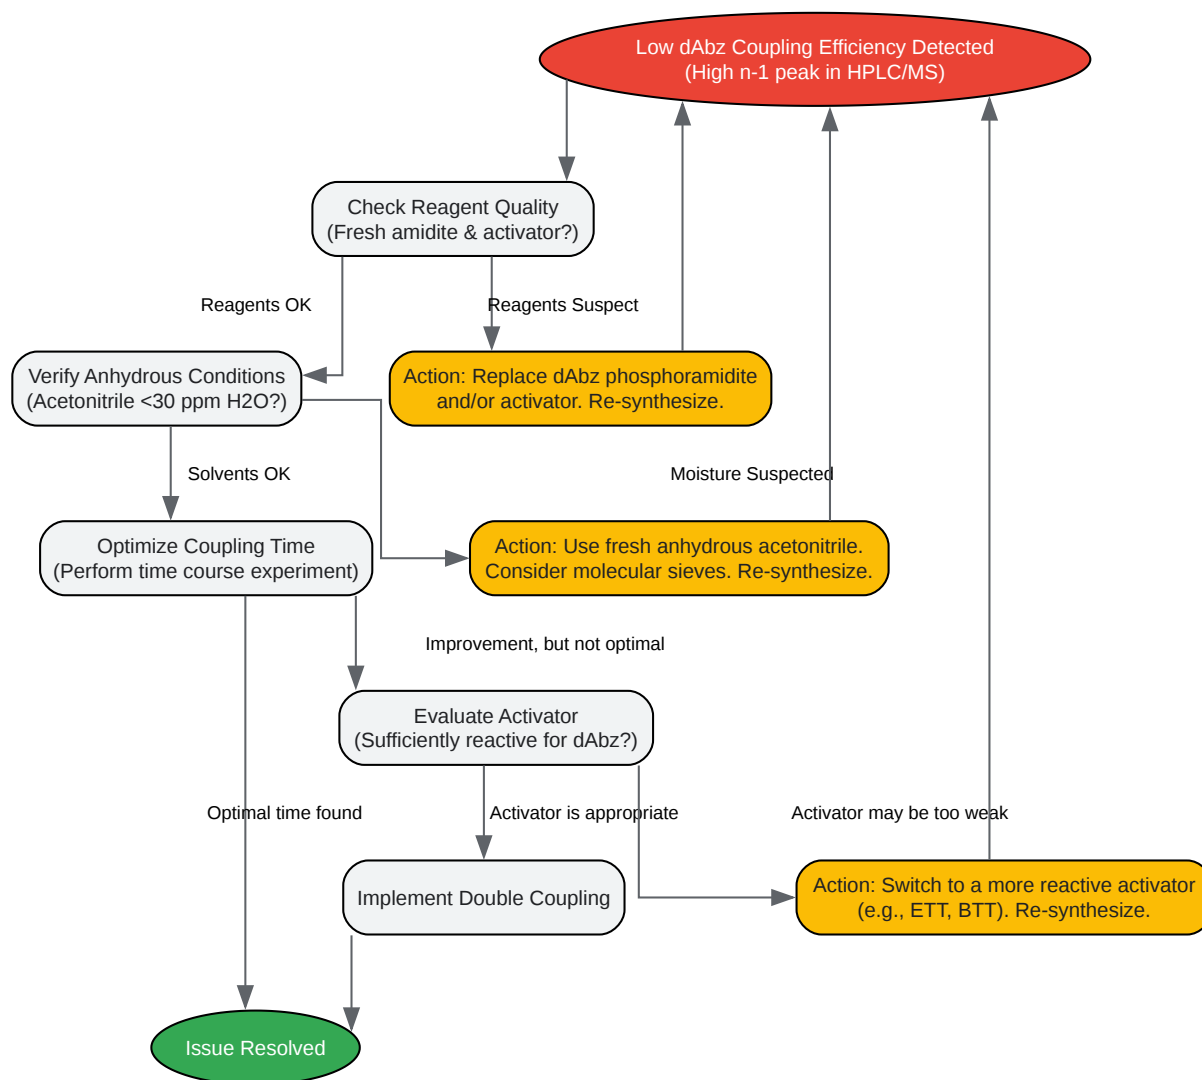 Low dAbz Coupling Efficiency Detected
(High n-1 peak in HPLC/MS)
Check Reagent Quality
(Fresh amidite & activator?)
Reagents OK
Reagents Suspect
Verify Anhydrous Conditions
(Acetonitrile <30 ppm H2O?)
Action: Replace dAbz phosphoramidite
and/or activator. Re-synthesize.
Solvents OK
Moisture Suspected
Optimize Coupling Time
(Perform time course experiment)
Action: Use fresh anhydrous acetonitrile.
Consider molecular sieves. Re-synthesize.
Improvement, but not optimal
Evaluate Activator
(Sufficiently reactive for dAbz?)
Optimal time found
Activator is appropriate
Activator may be too weak
Implement Double Coupling
Action: Switch to a more reactive activator
(e.g., ETT, BTT). Re-synthesize.
Issue Resolved